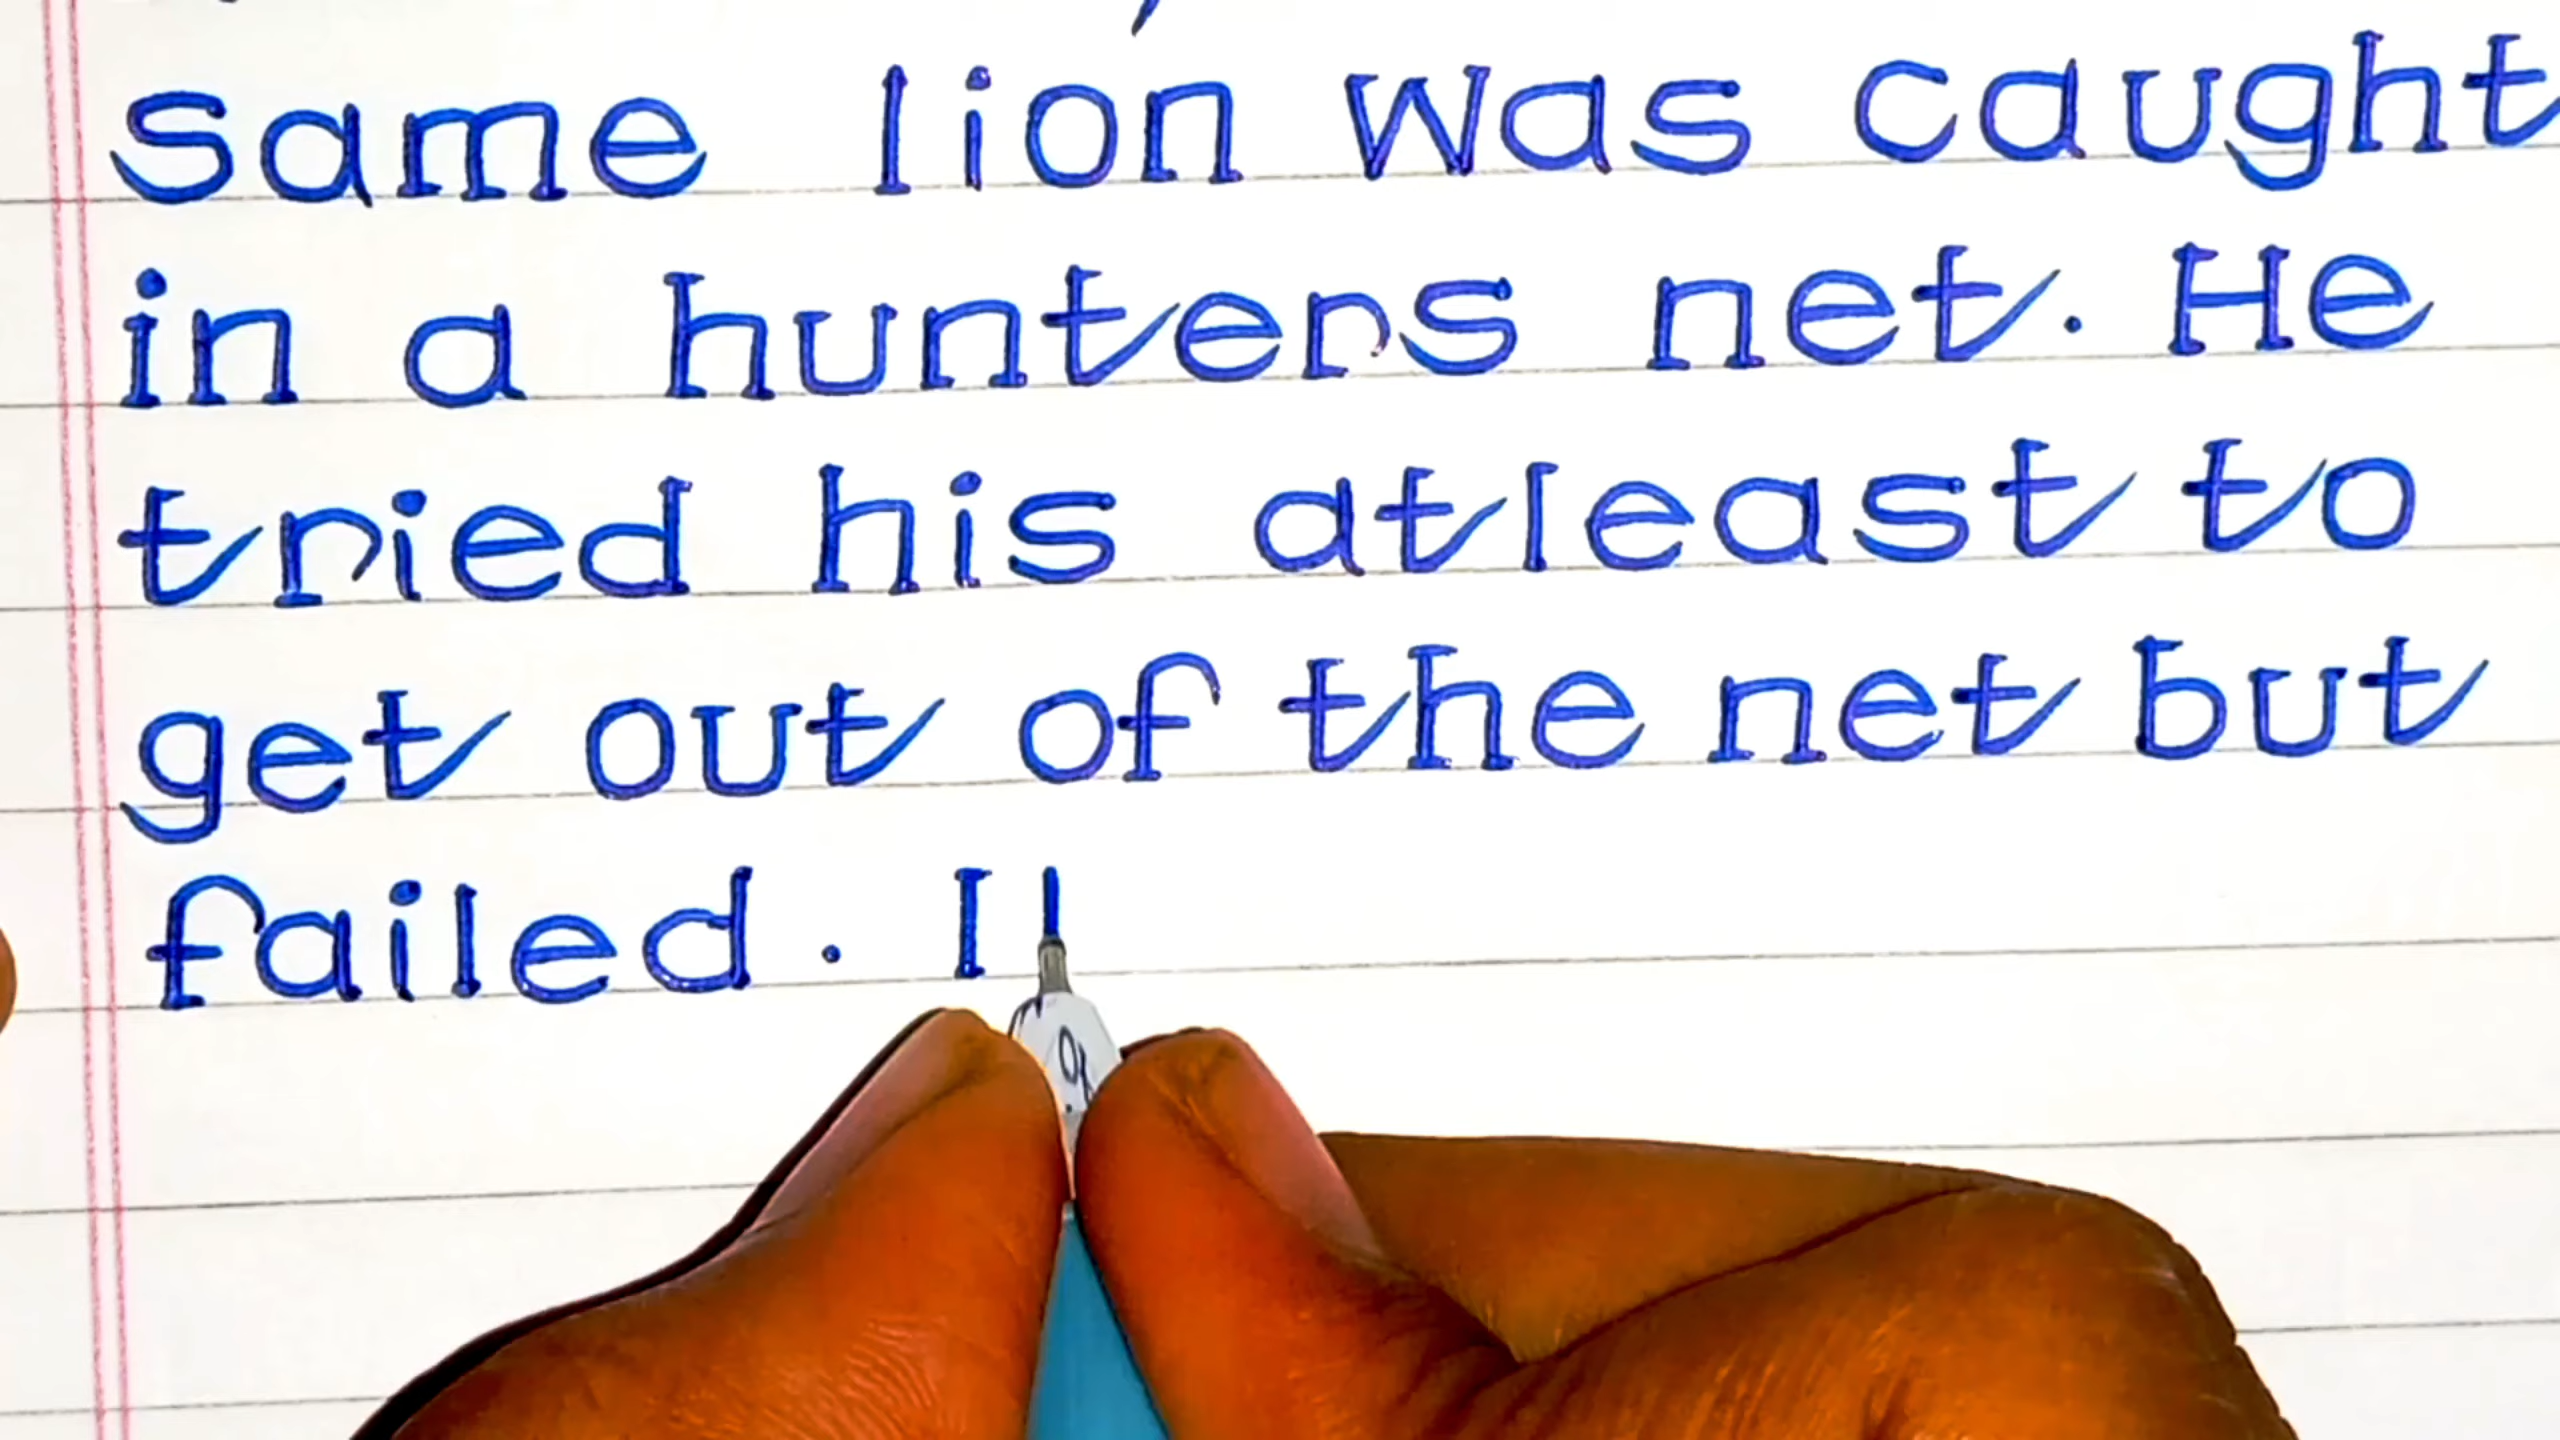 same lion was caught
in a hunters net. He
tried his atleast to
get out of the net but
failed. I